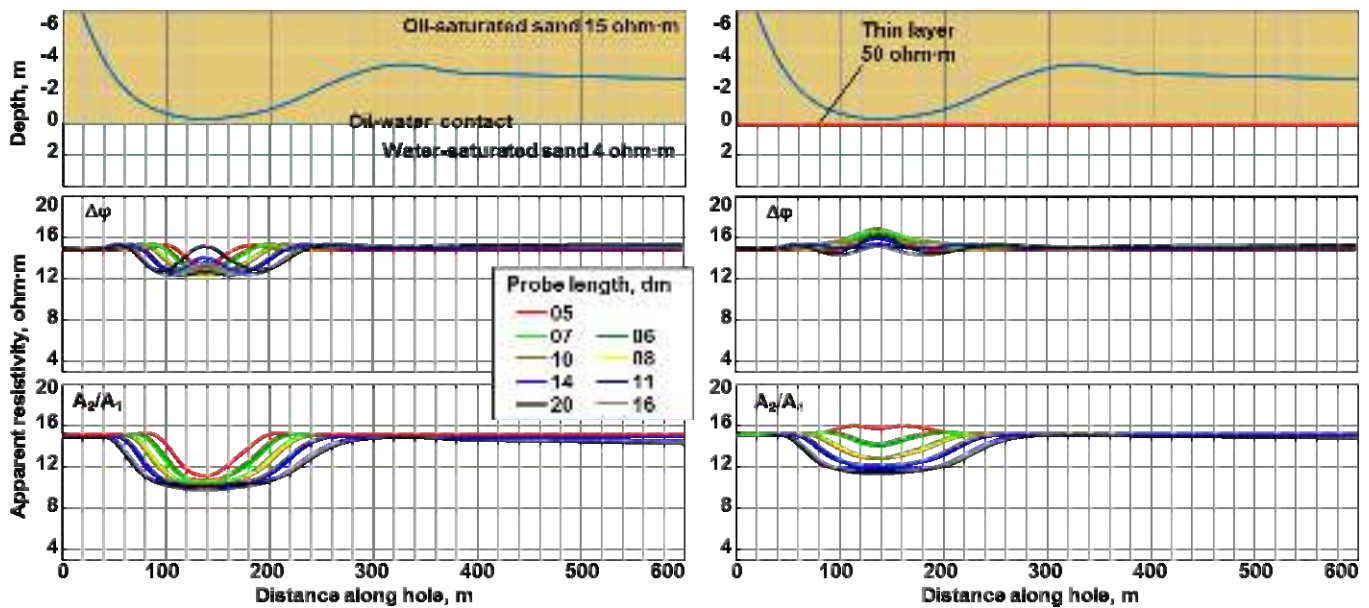 -6
-4
-2
0
2
Depth, m
Oil-saturated sand 15 ohm·m
Oil-water contact
Water-saturated sand 4 ohm·m
-6
-4
-2
0
2
Thin layer
50 ohm·m
20
16
12
8
4
Δφ
20
16
12
8
4
Δφ
Apparent resistivity, ohm·m
Probe length, dm
05
07 06
10 08
14 11
20 16
20
16
12
8
4
A₂/A₁
20
16
12
8
4
A₂/A₁
0 100 200 300 400 500 600
Distance along hole, m
0 100 200 300 400 500 600
Distance along hole, m